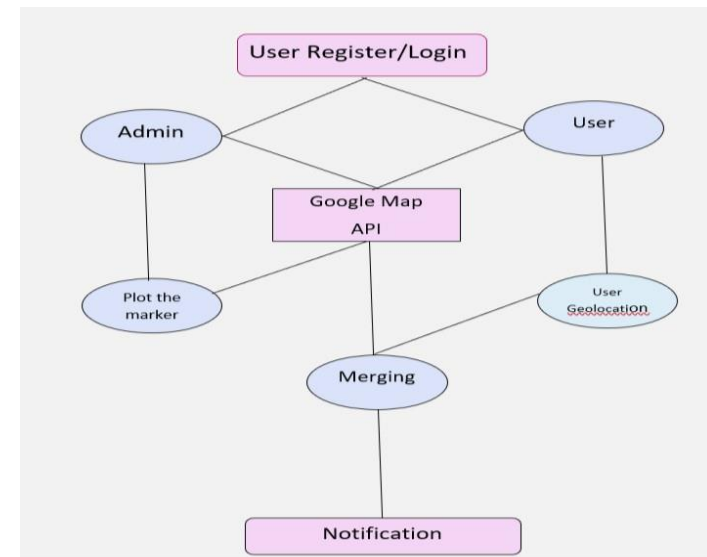 User Register/Login
Admin
User
Google Map
API
Plot the
marker
User
Geolocation
Merging
Notification